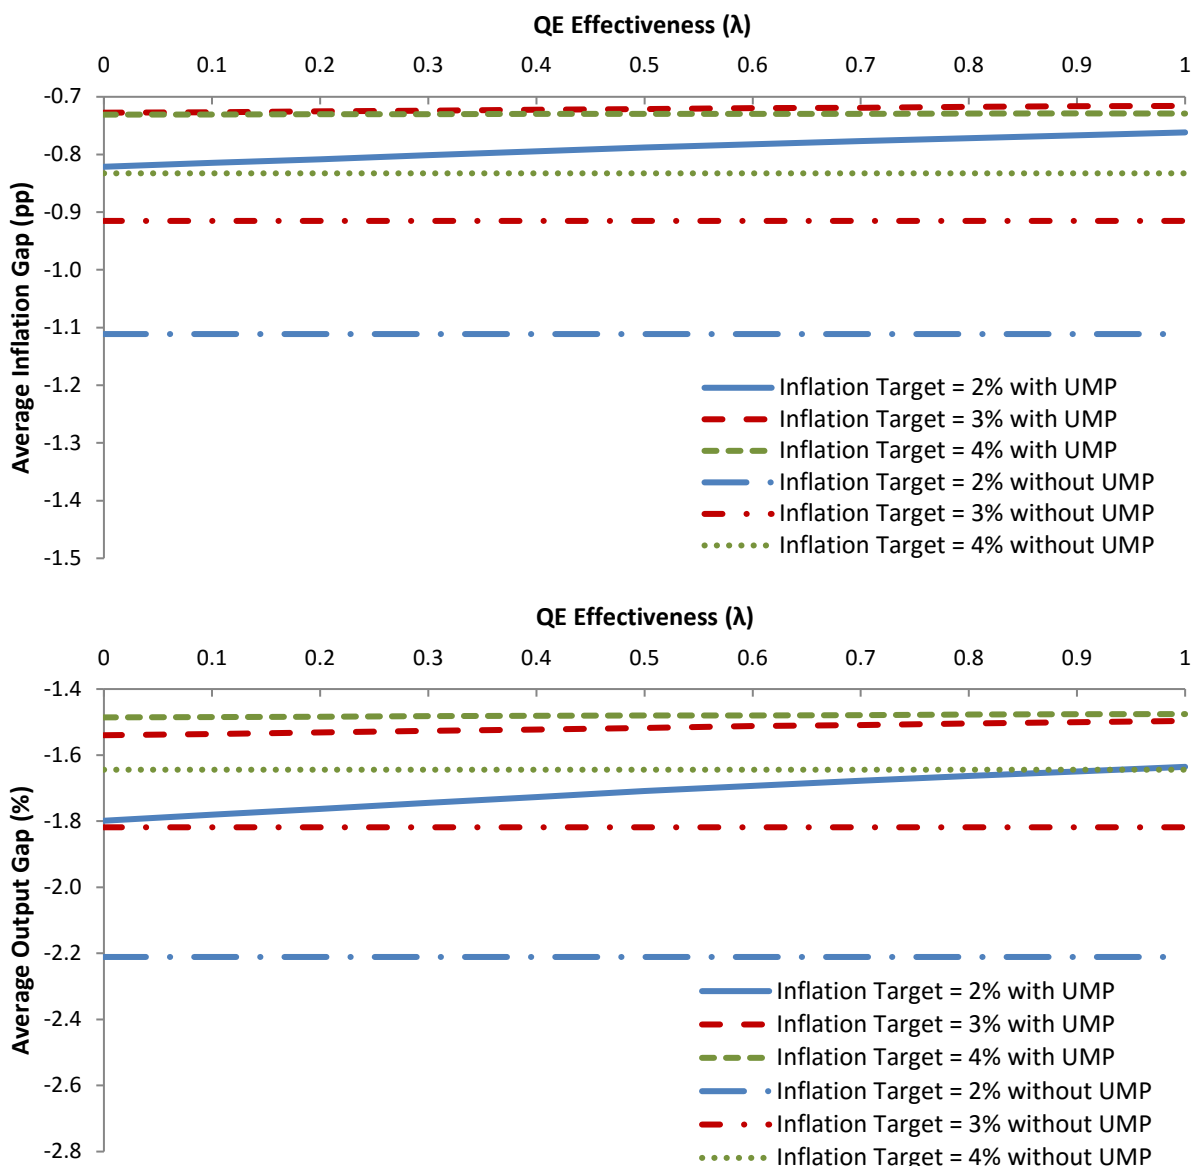 QE Effectiveness (λ)
0 0.1 0.2 0.3 0.4 0.5 0.6 0.7 0.8 0.9 1
-0.7
-0.8
-0.9
-1.0
-1.1
-1.2
-1.3
-1.4
-1.5
Average Inflation Gap (pp)
Inflation Target = 2% with UMP
Inflation Target = 3% with UMP
Inflation Target = 4% with UMP
Inflation Target = 2% without UMP
Inflation Target = 3% without UMP
Inflation Target = 4% without UMP
QE Effectiveness (λ)
0 0.1 0.2 0.3 0.4 0.5 0.6 0.7 0.8 0.9 1
-1.4
-1.6
-1.8
-2.0
-2.2
-2.4
-2.6
-2.8
Average Output Gap (%)
Inflation Target = 2% with UMP
Inflation Target = 3% with UMP
Inflation Target = 4% with UMP
Inflation Target = 2% without UMP
Inflation Target = 3% without UMP
Inflation Target = 4% without UMP